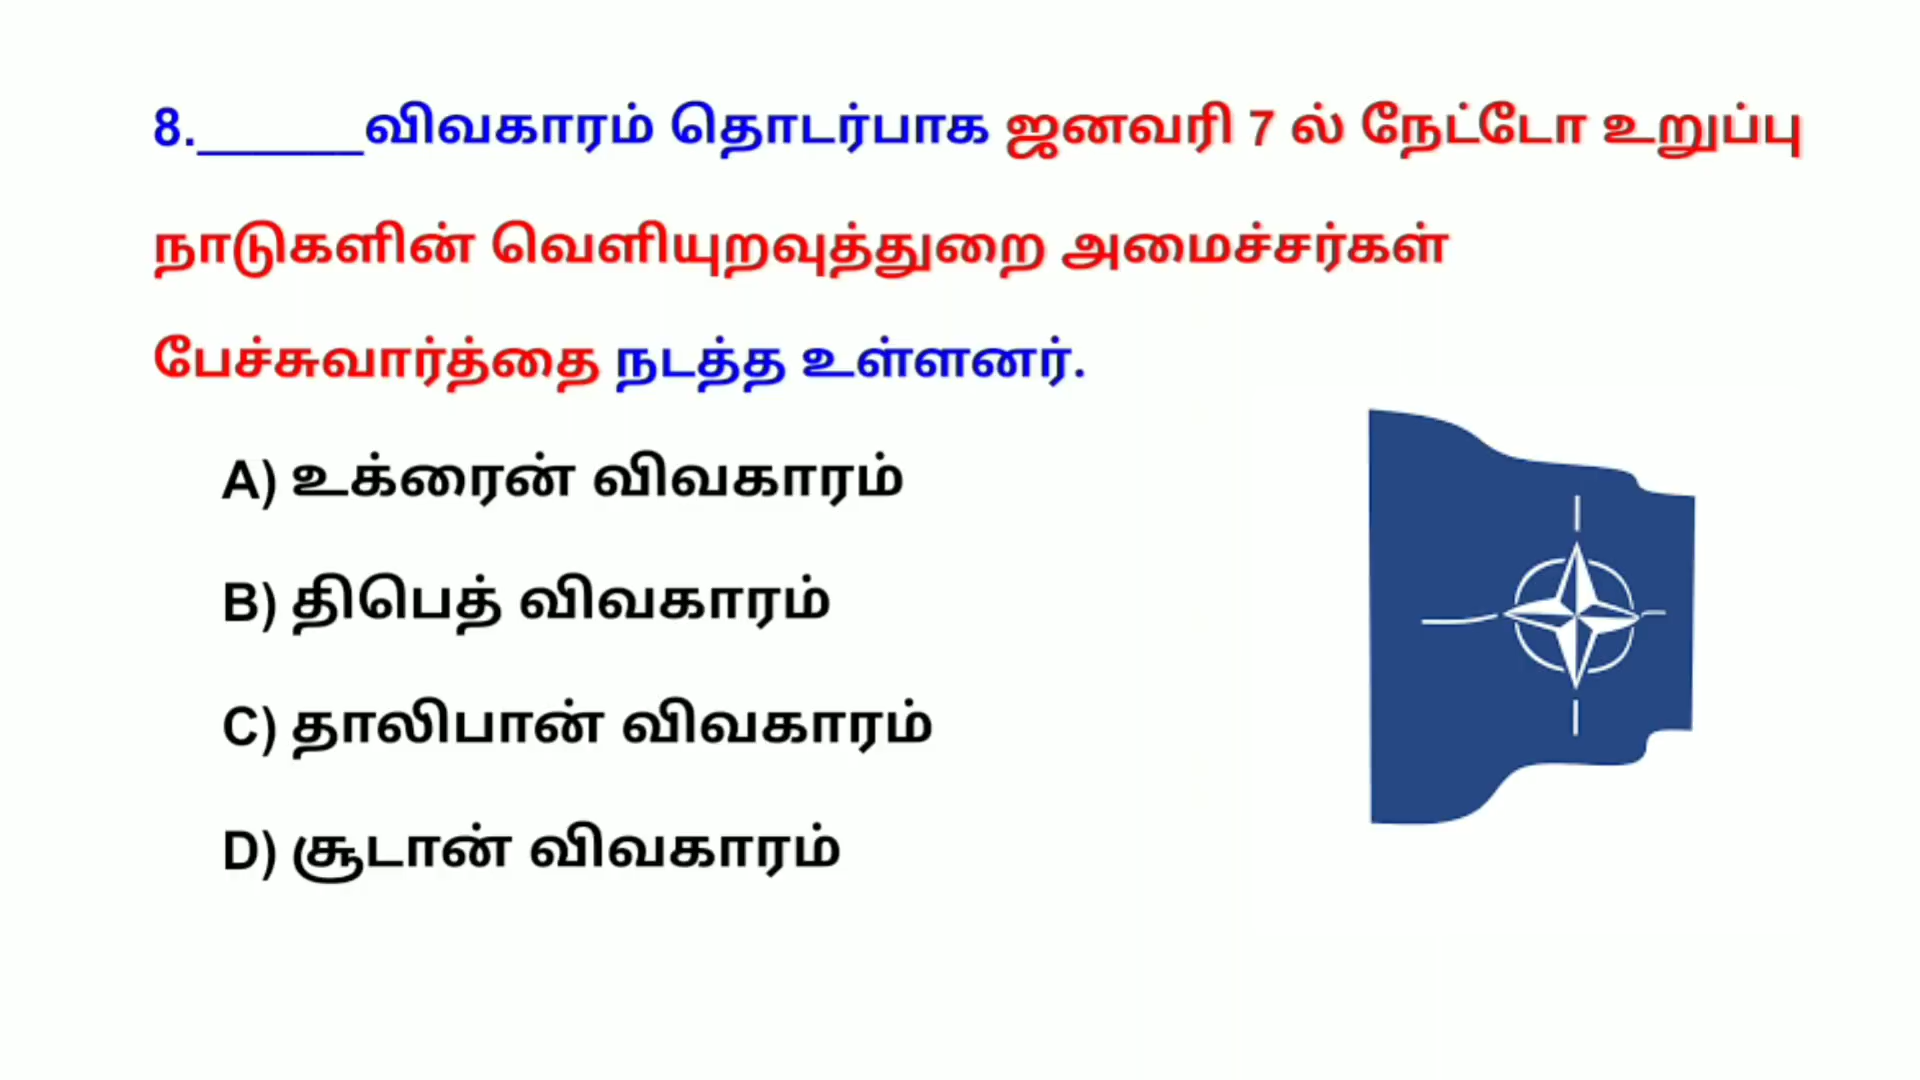 8.______விவகாரம் தொடர்பாக ஜனவரி 7 ல் நேட்டோ உறுப்பு
நாடுகளின் வெளியுறவுத்துறை அமைச்சர்கள்
பேச்சுவார்த்தை நடத்த உள்ளனர்.
A) உக்ரைன் விவகாரம்
B) திபெத் விவகாரம்
C) தாலிபான் விவகாரம்
D) சூடான் விவகாரம்